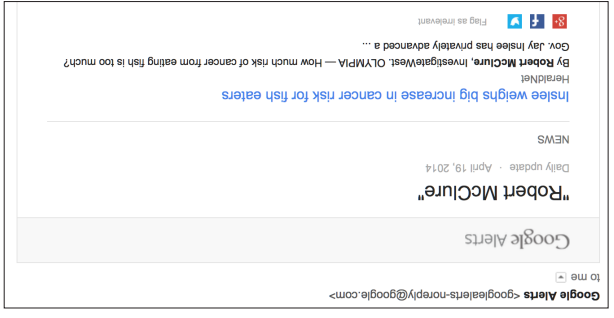 Google Alerts <googlealerts-noreply@google.com>
to me
Google Alerts
"Robert McClure"
Daily update · April 19, 2014
NEWS
Inslee weighs big increase in cancer risk for fish eaters
HeraldNet
By Robert McClure, InvestigateWest. OLYMPIA — How much risk of cancer from eating fish is too much?
Gov. Jay Inslee has privately advanced a ...
g+ f Flag as irrelevant